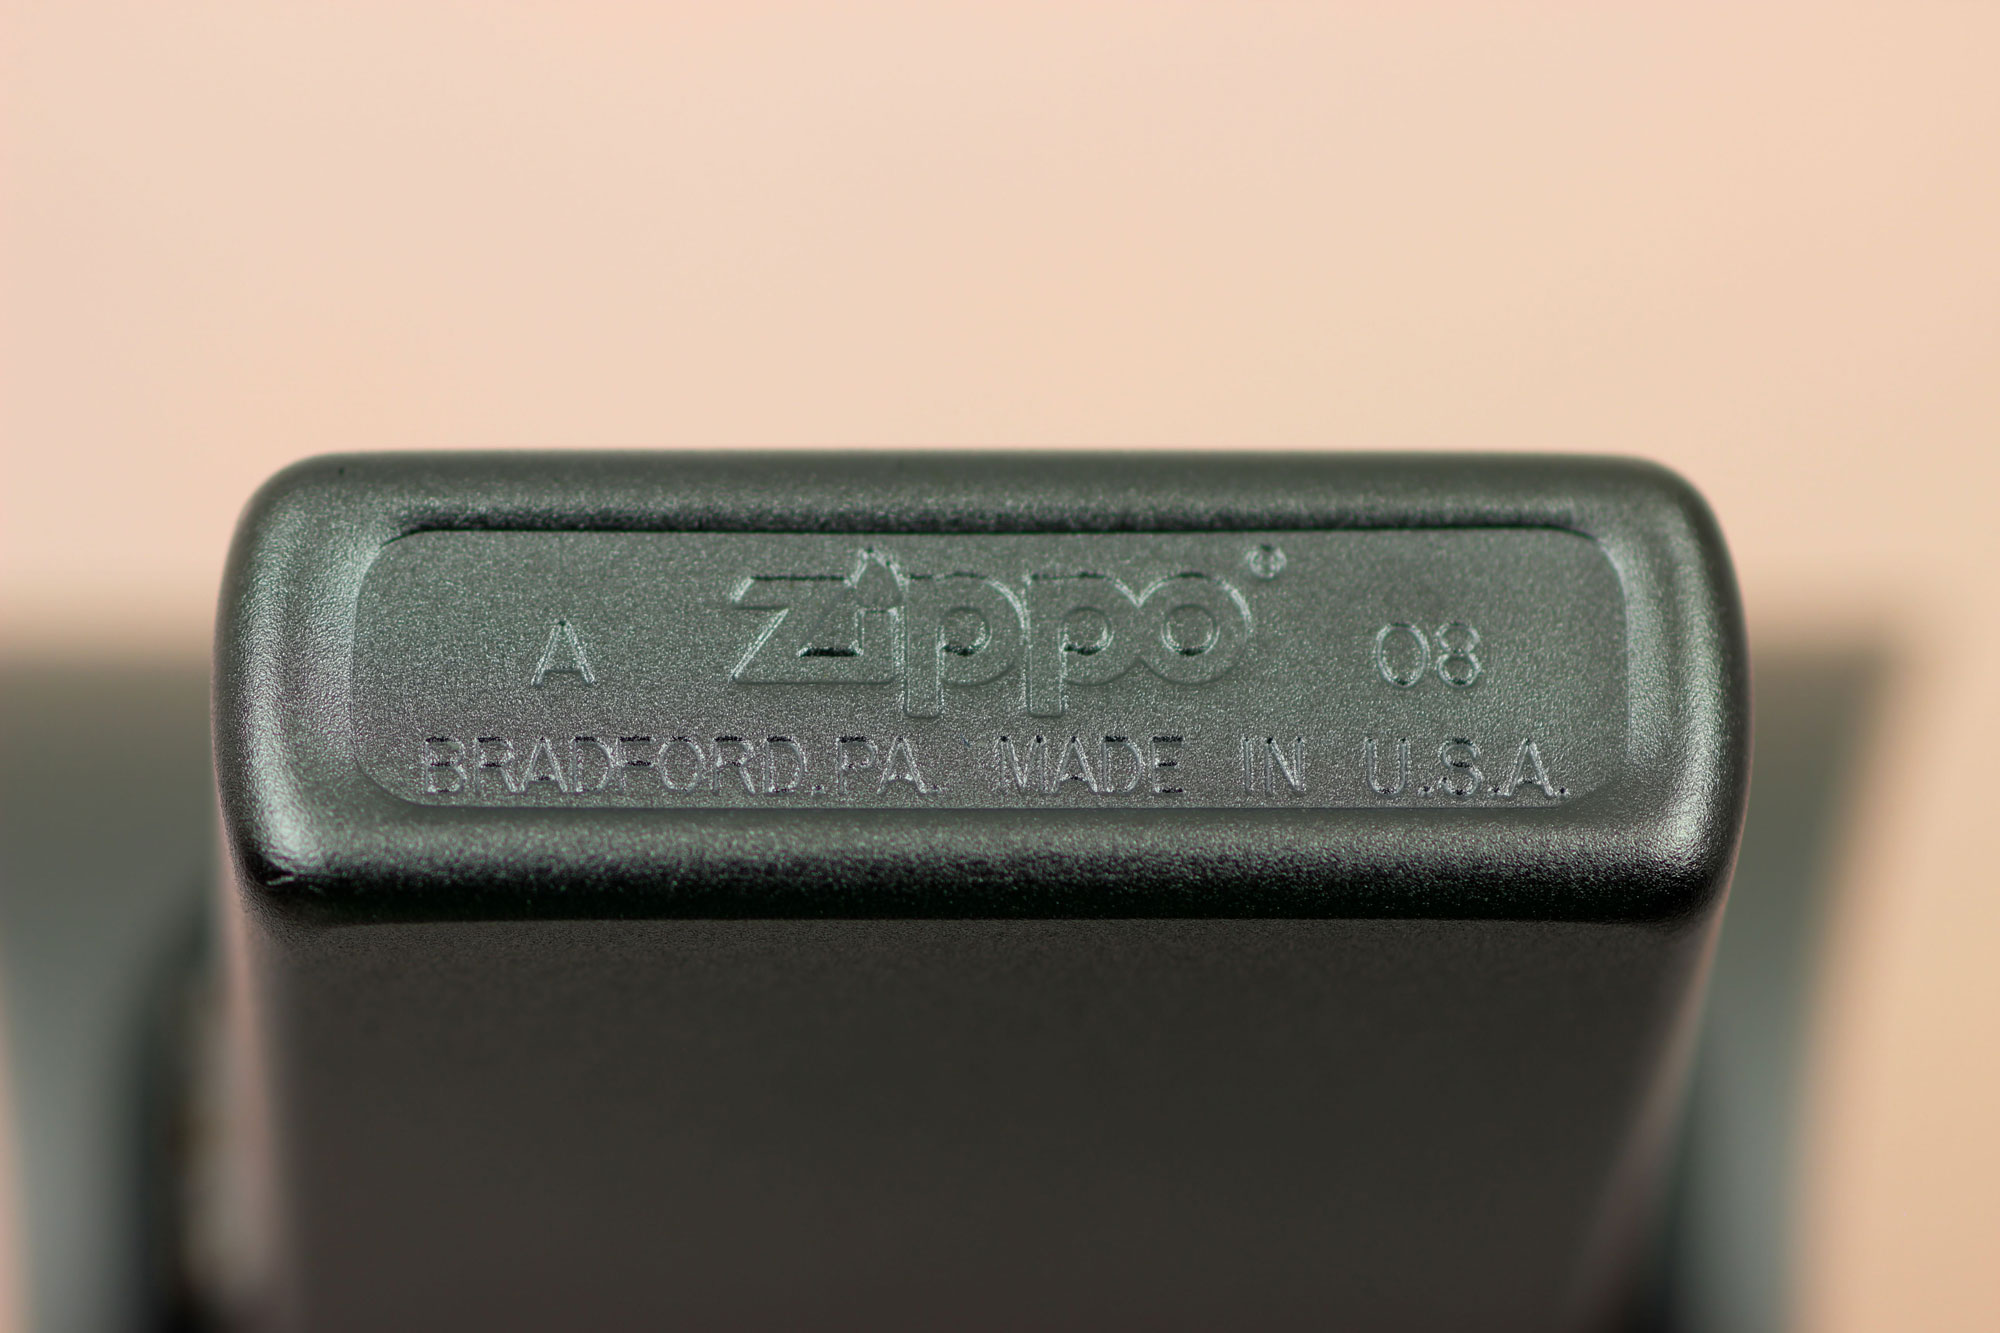 A Zippo® 08
BRADFORD,PA. MADE IN U.S.A.